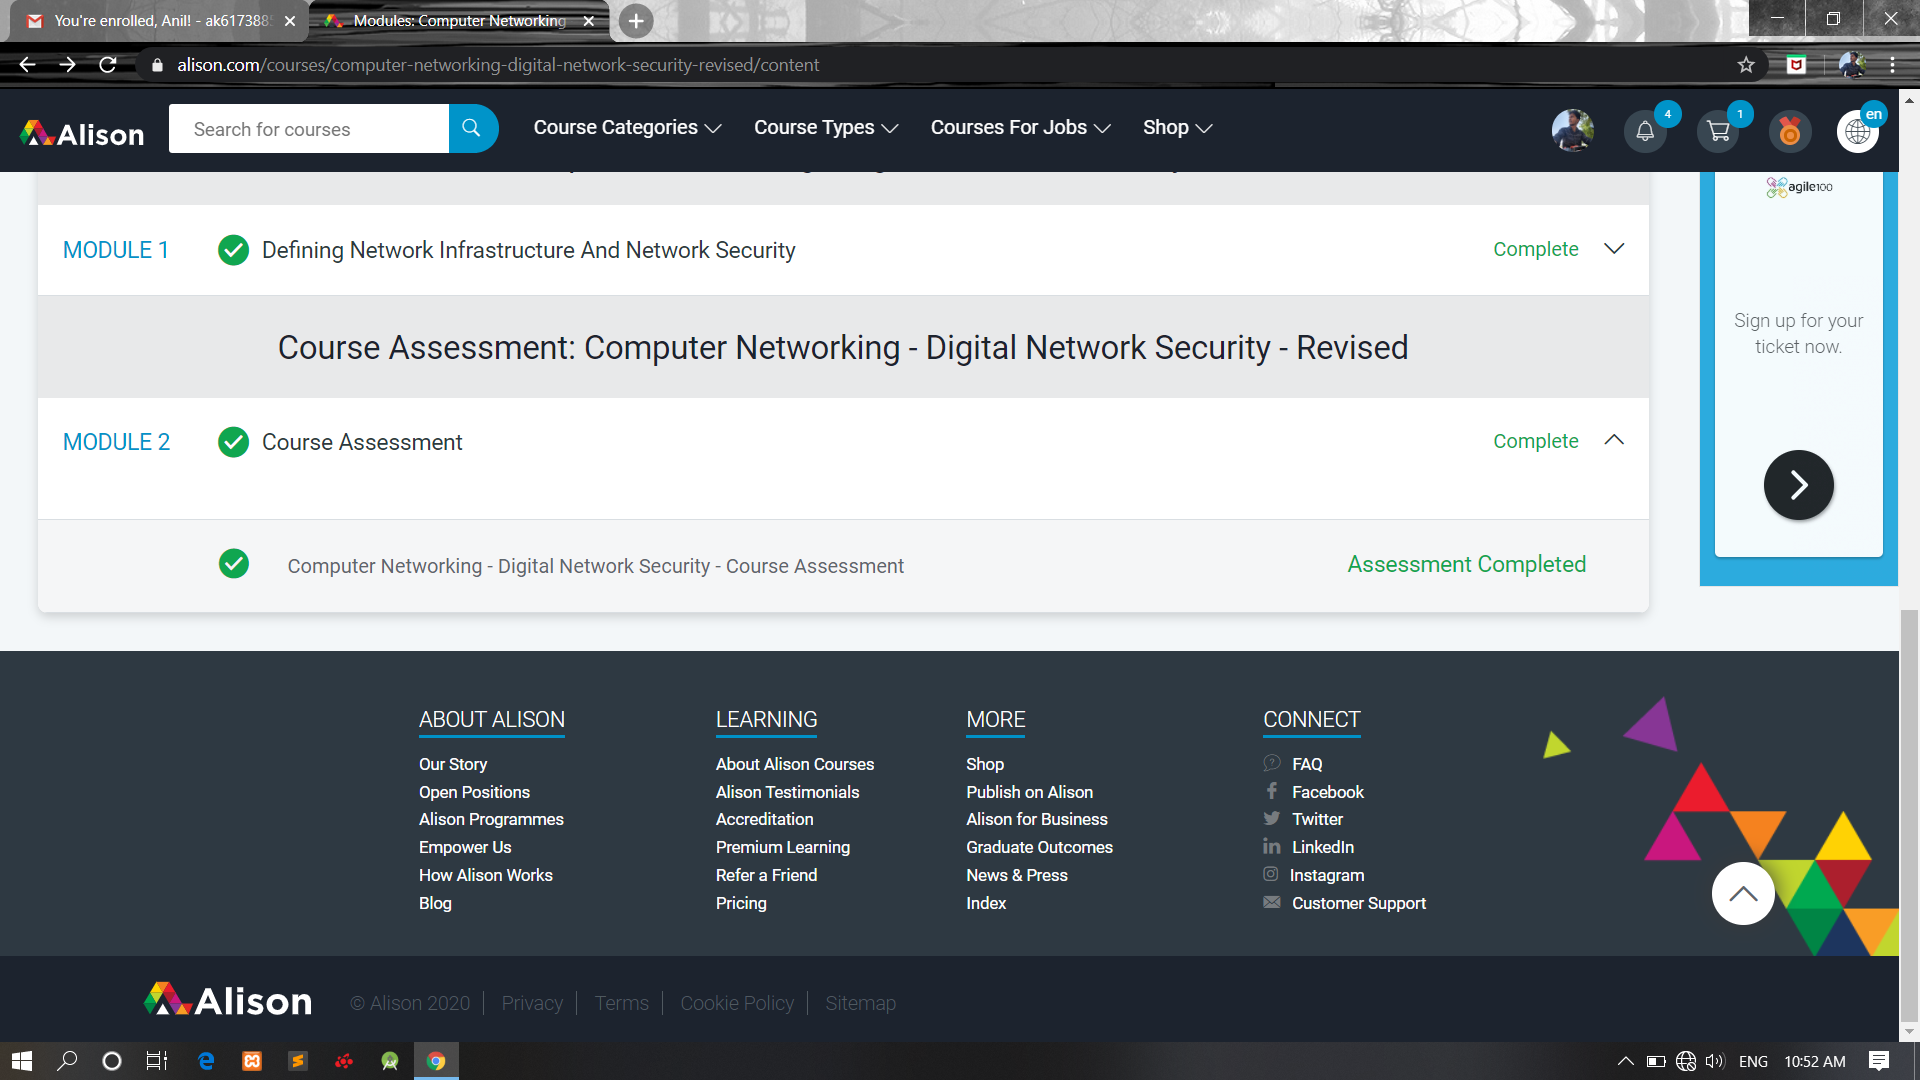 You're enrolled, Anil! - ak617388
Modules: Computer Networking
alison.com/courses/computer-networking-digital-network-security-revised/content
Alison
Search for courses
Course Categories
Course Types
Courses For Jobs
Shop
4
1
en
agile100
MODULE 1
Defining Network Infrastructure And Network Security
Complete
Sign up for your
ticket now.
Course Assessment: Computer Networking - Digital Network Security - Revised
MODULE 2
Course Assessment
Complete
Computer Networking - Digital Network Security - Course Assessment
Assessment Completed
ABOUT ALISON
Our Story
Open Positions
Alison Programmes
Empower Us
How Alison Works
Blog
LEARNING
About Alison Courses
Alison Testimonials
Accreditation
Premium Learning
Refer a Friend
Pricing
MORE
Shop
Publish on Alison
Alison for Business
Graduate Outcomes
News & Press
Index
CONNECT
FAQ
Facebook
Twitter
LinkedIn
Instagram
Customer Support
Alison
© Alison 2020
Privacy
Terms
Cookie Policy
Sitemap
ENG
10:52 AM